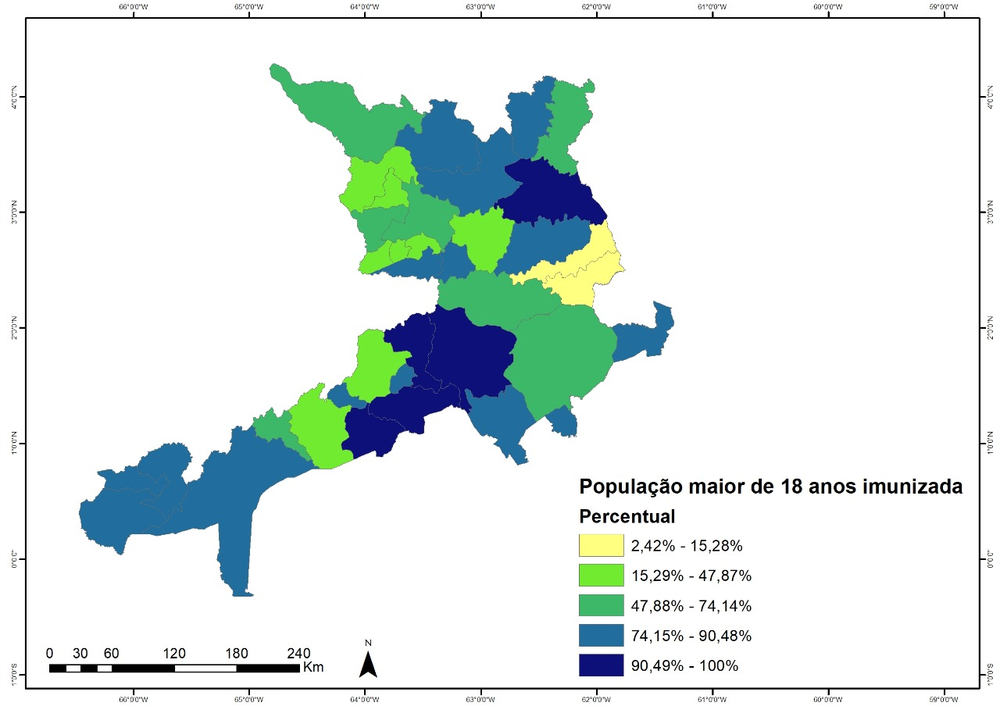 66°0'0"W 65°0'0"W 64°0'0"W 63°0'0"W 62°0'0"W 61°0'0"W 60°0'0"W 59°0'0"W
4°0'0"N 4°0'0"N
3°0'0"N 3°0'0"N
2°0'0"N 2°0'0"N
1°0'0"N 1°0'0"N
População maior de 18 anos imunizada
Percentual
2,42% - 15,28%
0°0'0" 0°0'0"
15,29% - 47,87%
47,88% - 74,14%
74,15% - 90,48%
90,49% - 100%
N
0 30 60 120 180 240
Km
1°0'0"S 1°0'0"S
66°0'0"W 65°0'0"W 64°0'0"W 63°0'0"W 62°0'0"W 61°0'0"W 60°0'0"W 59°0'0"W